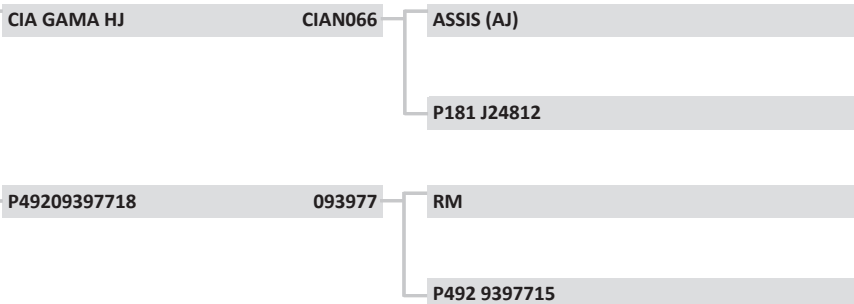 CIA GAMA HJ CIAN066
ASSIS (AJ)
P181 J24812
P49209397718 093977
RM
P492 9397715